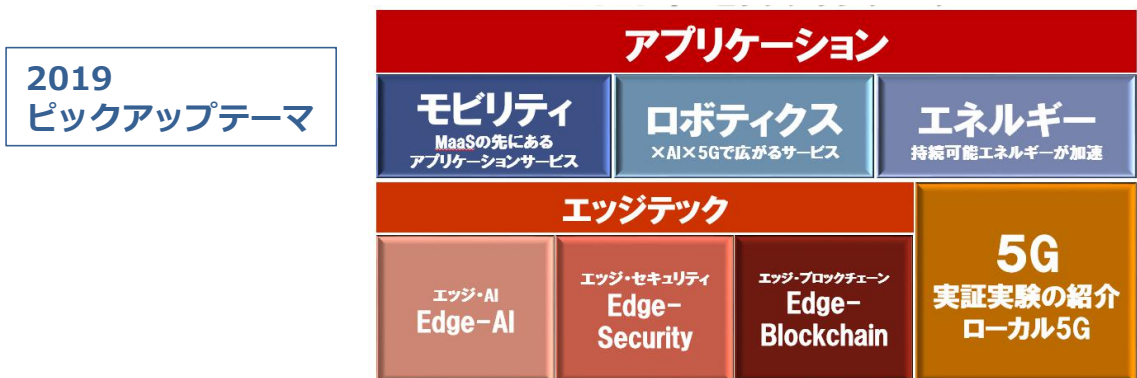 2019
ピックアップテーマ
アプリケーション
モビリティ
MaaSの先にある
アプリケーションサービス
ロボティクス
×AI×5Gで広がるサービス
エネルギー
持続可能エネルギーが加速
エッジテック
エッジ・AI
Edge-AI
エッジ・セキュリティ
Edge-
Security
エッジ-ブロックチェーン
Edge-
Blockchain
5G
実証実験の紹介
ローカル5G